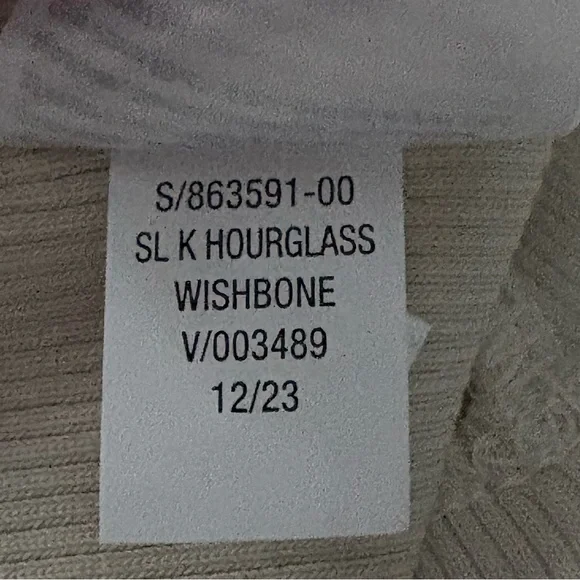 S/863591-00
SL K HOURGLASS
WISHBONE
V/003489
12/23